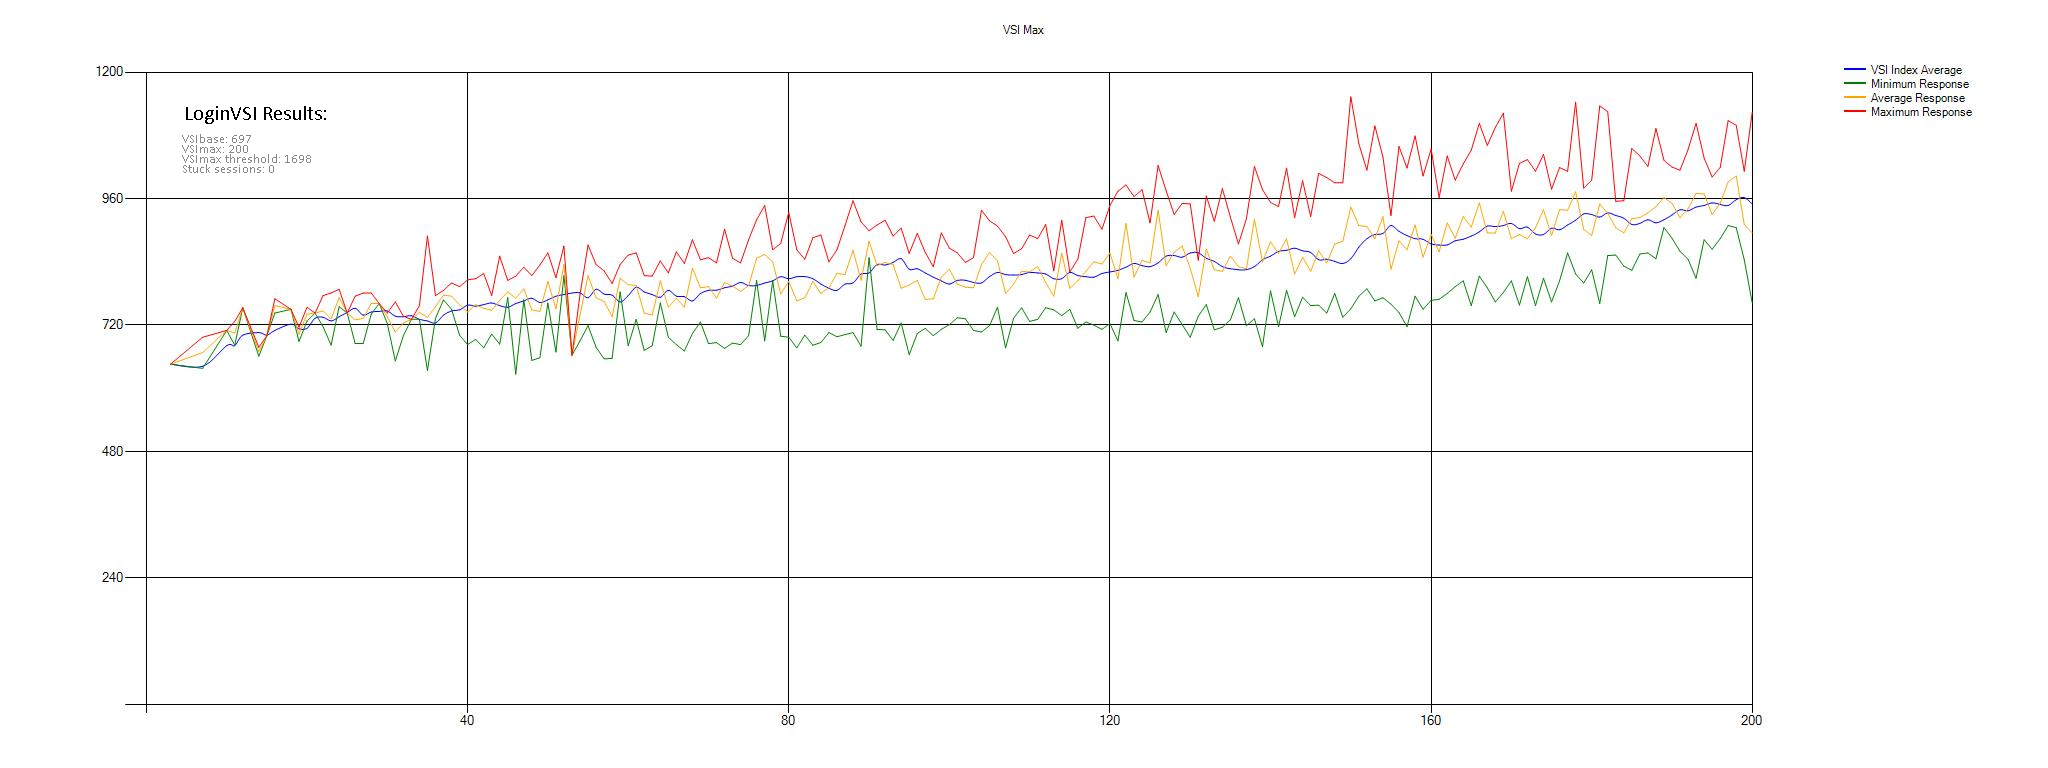 VSI Max
1200
960
720
480
240
LoginVSI Results:
VSIbase: 697
VSImax: 200
VSImax threshold: 1698
Stuck sessions: 0
VSI Index Average
Minimum Response
Average Response
Maximum Response
40 80 120 160 200